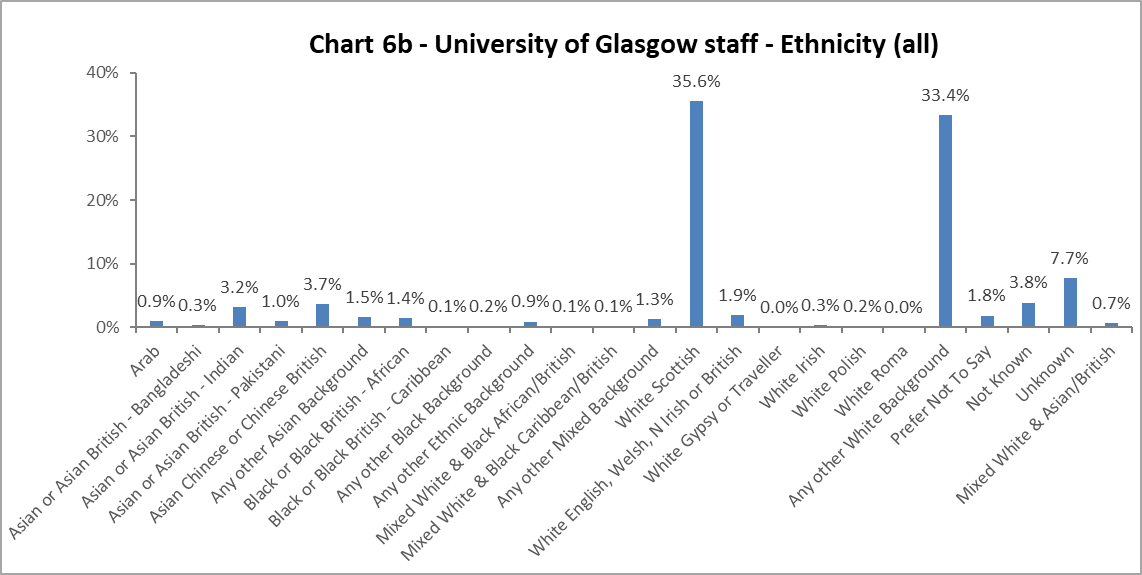 Chart 6b - University of Glasgow staff - Ethnicity (all)
40%
30%
20%
10%
0%
0.9%
0.3%
3.2%
1.0%
3.7%
1.5%
1.4%
0.1%
0.2%
0.9%
0.1%
0.1%
1.3%
35.6%
1.9%
0.0%
0.3%
0.2%
0.0%
33.4%
1.8%
3.8%
7.7%
0.7%
Arab
Asian or Asian British - Bangladeshi
Asian or Asian British - Indian
Asian or Asian British - Pakistani
Asian Chinese or Chinese British
Any other Asian Background
Black or Black British - African
Black or Black British - Caribbean
Any other Black Background
Any other Ethnic Background
Mixed White & Black African/British
Mixed White & Black Caribbean/British
Any other Mixed Background
White Scottish
White English, Welsh, N Irish or British
White Gypsy or Traveller
White Irish
White Polish
White Roma
Any other White Background
Prefer Not To Say
Not Known
Unknown
Mixed White & Asian/British